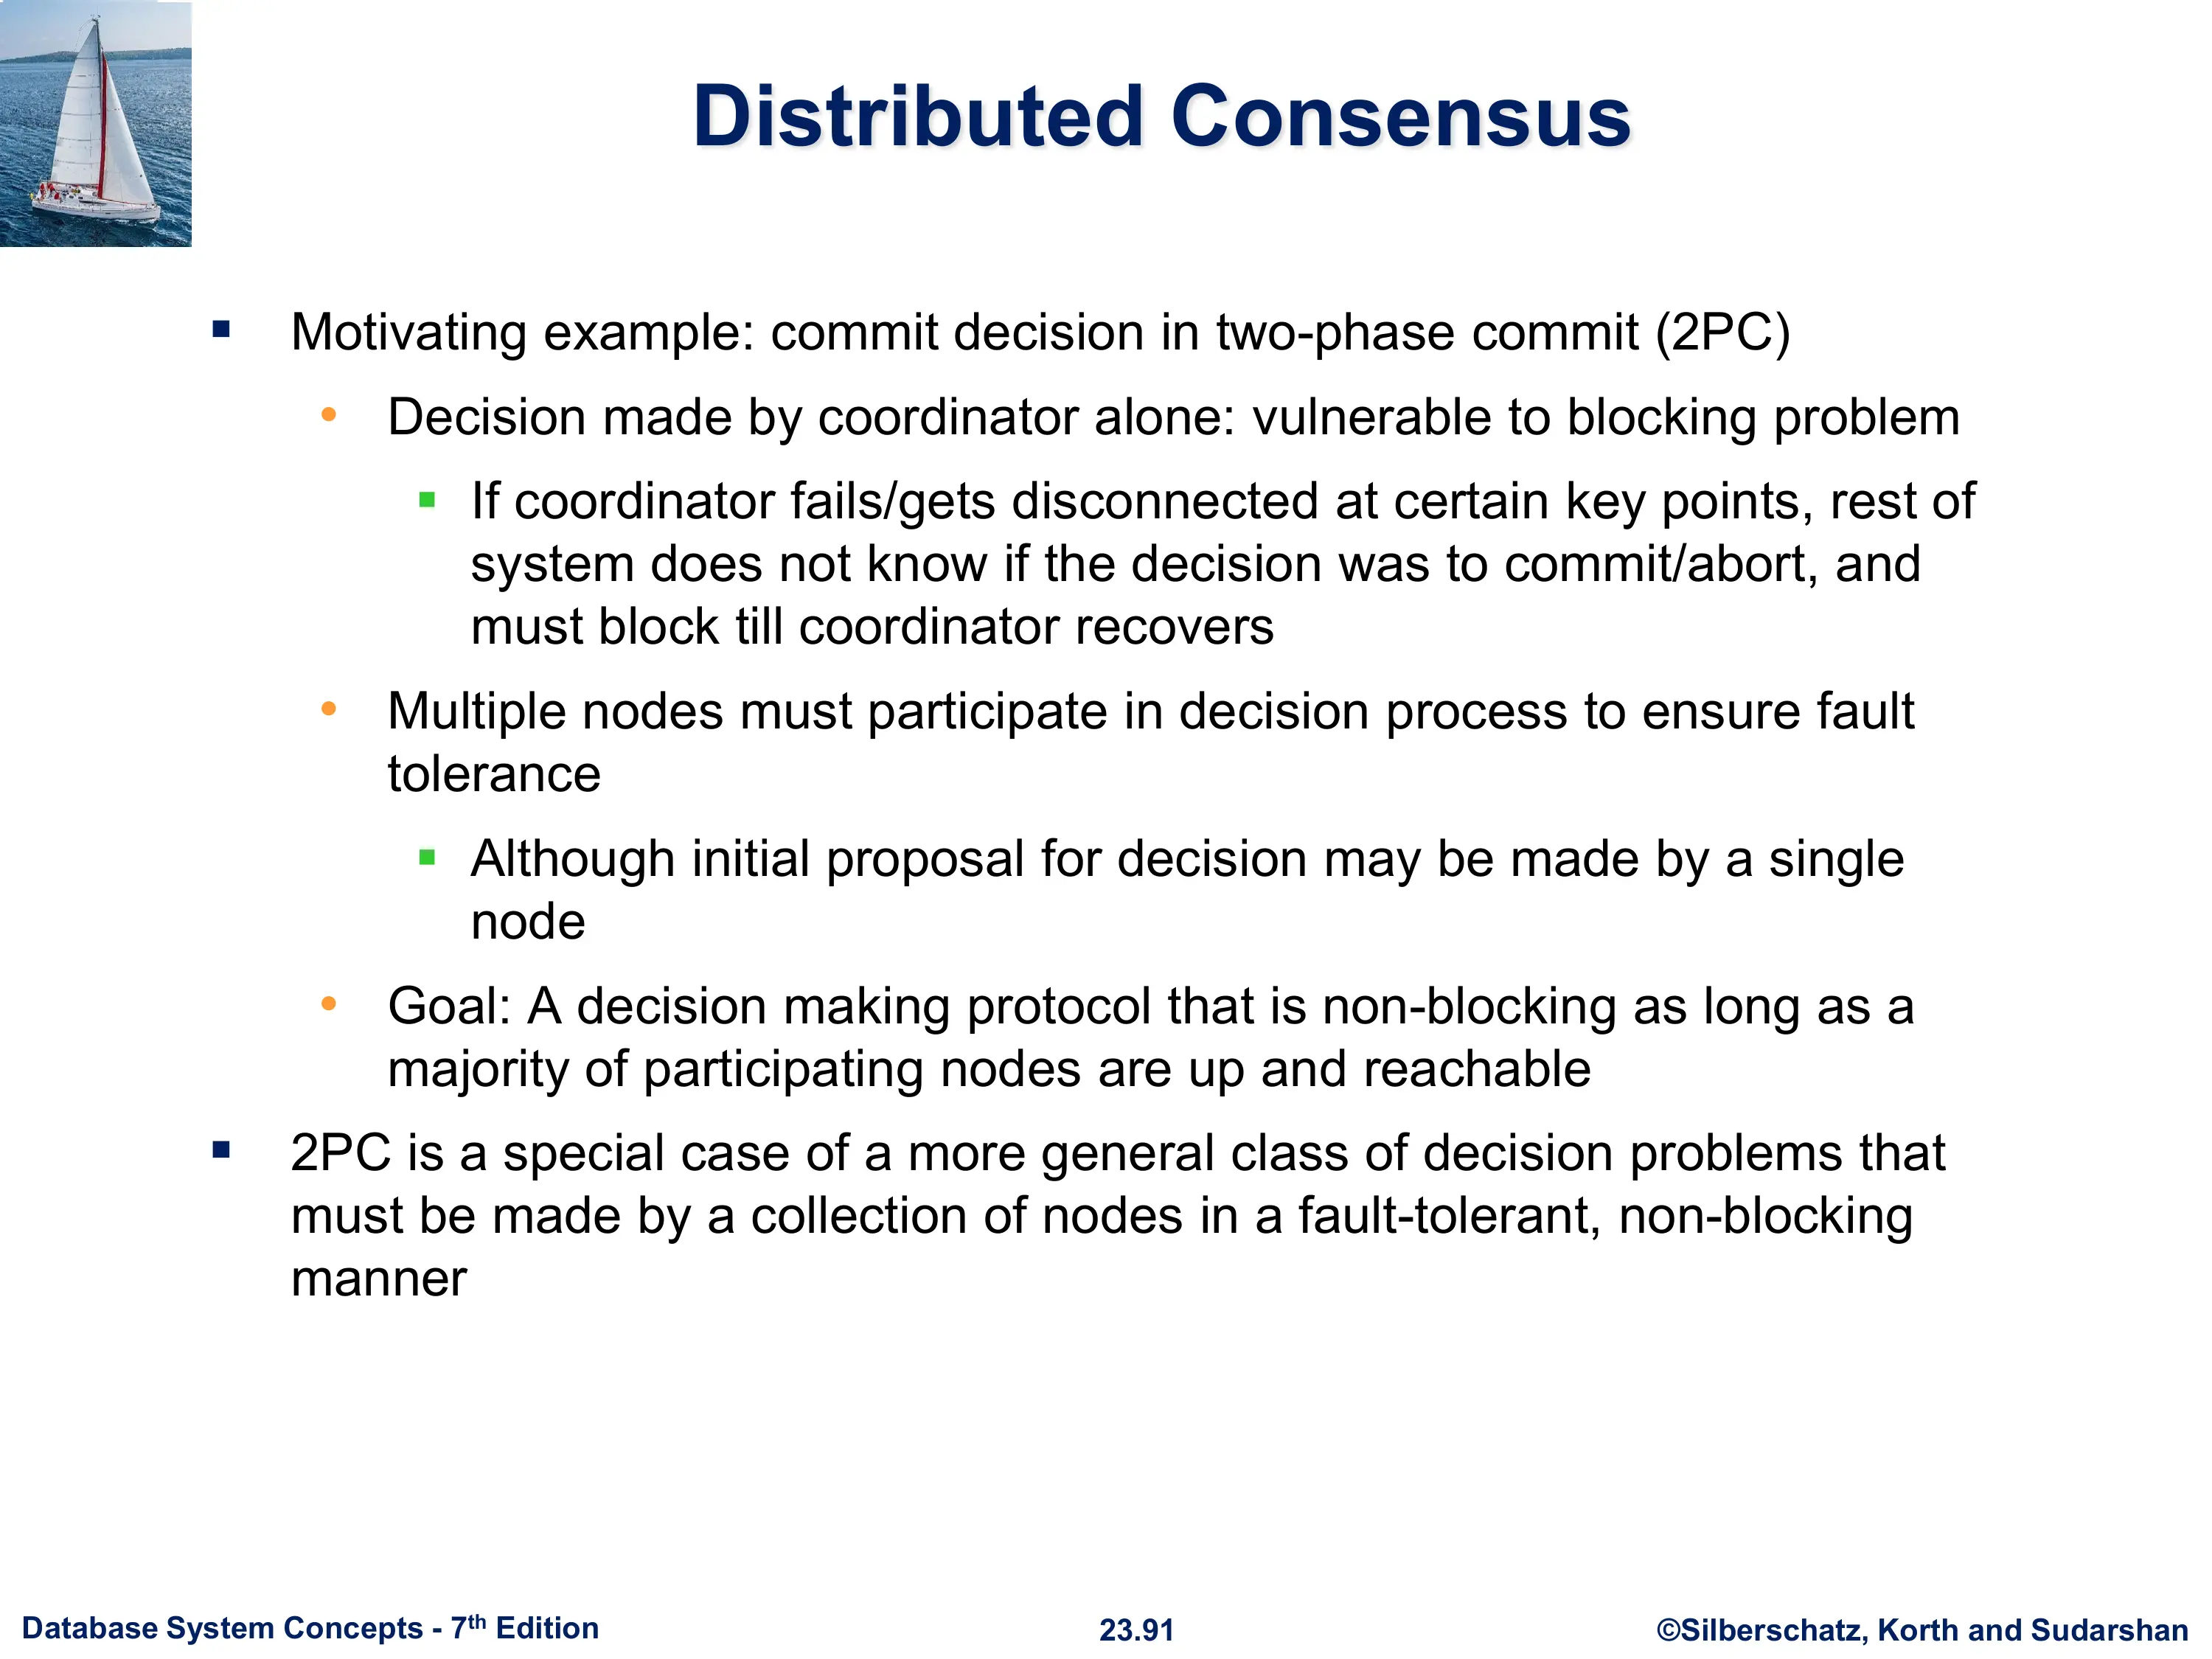 Distributed Consensus
▪ Motivating example: commit decision in two-phase commit (2PC)
• Decision made by coordinator alone: vulnerable to blocking problem
▪ If coordinator fails/gets disconnected at certain key points, rest of
system does not know if the decision was to commit/abort, and
must block till coordinator recovers
• Multiple nodes must participate in decision process to ensure fault
tolerance
▪ Although initial proposal for decision may be made by a single
node
• Goal: A decision making protocol that is non-blocking as long as a
majority of participating nodes are up and reachable
▪ 2PC is a special case of a more general class of decision problems that
must be made by a collection of nodes in a fault-tolerant, non-blocking
manner
Database System Concepts - 7th Edition
23.91
©Silberschatz, Korth and Sudarshan